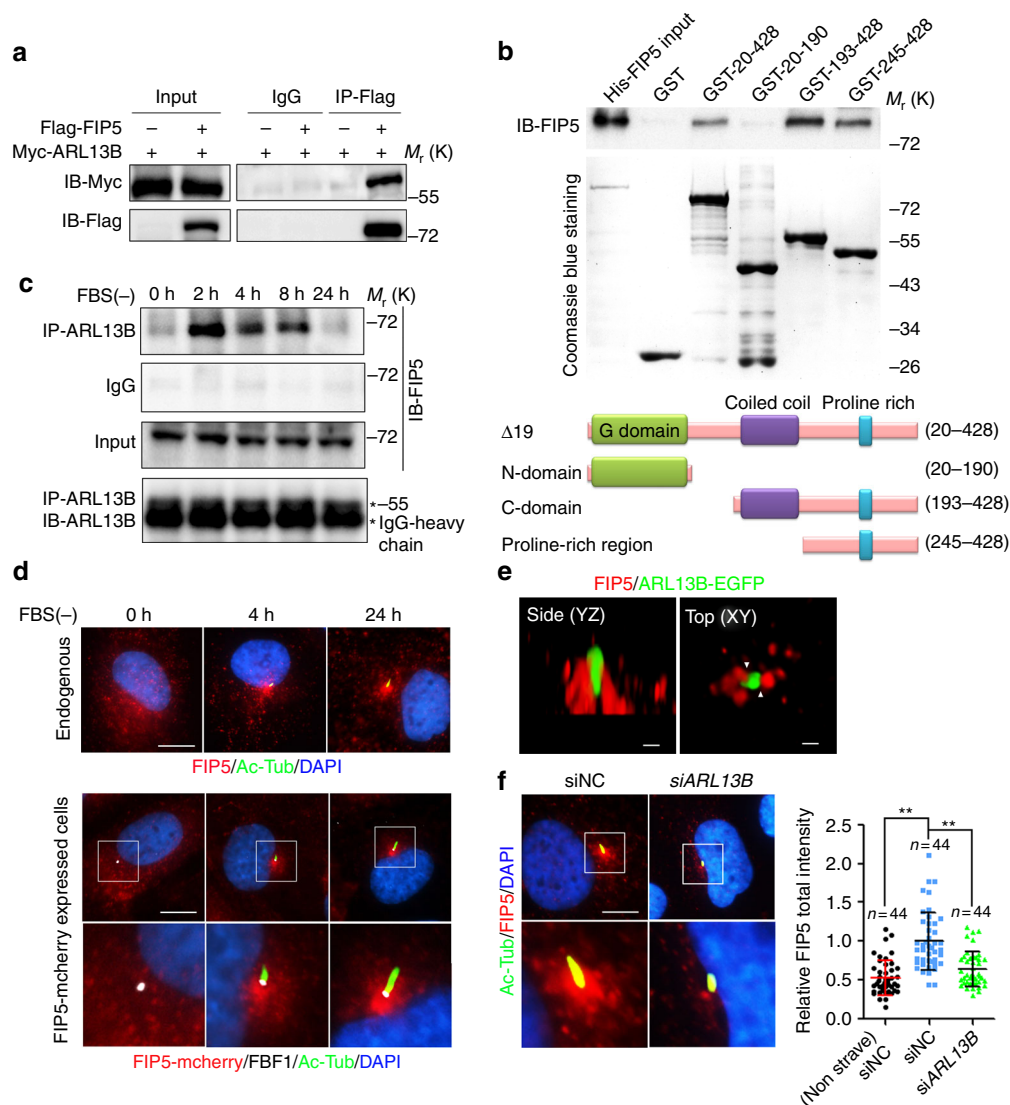 a
Input IgG IP-Flag
Flag-FIP5 – + – + – +
Myc-ARL13B + + + + + + Mr (K)
IB-Myc –55
IB-Flag –72
b
His-FIP5 input GST GST-20-428 GST-20-190 GST-193-428 GST-245-428
Mr (K)
IB-FIP5
–72
Coomassie blue staining
–72
–55
–43
–34
–26
Coiled coil Proline rich
Δ19 G domain (20–428)
N-domain (20–190)
C-domain (193–428)
Proline-rich region (245–428)
c
FBS(–) 0 h 2 h 4 h 8 h 24 h Mr (K)
IP-ARL13B –72
IgG –72
Input –72
IB-FIP5
IP-ARL13B *–55
IB-ARL13B * IgG-heavy
chain
d
FBS(–) 0 h 4 h 24 h
Endogenous
FIP5/Ac-Tub/DAPI
FIP5-mcherry expressed cells
FIP5-mcherry/FBF1/Ac-Tub/DAPI
e
FIP5/ARL13B-EGFP
Side (YZ) Top (XY)
f
siNC siARL13B
Ac-Tub/FIP5/DAPI
Relative FIP5 total intensity
2.5
2.0
1.5
1.0
0.5
0.0
** **
n=44
n=44
n=44
(Non strave)
siNC
siNC
siARL13B